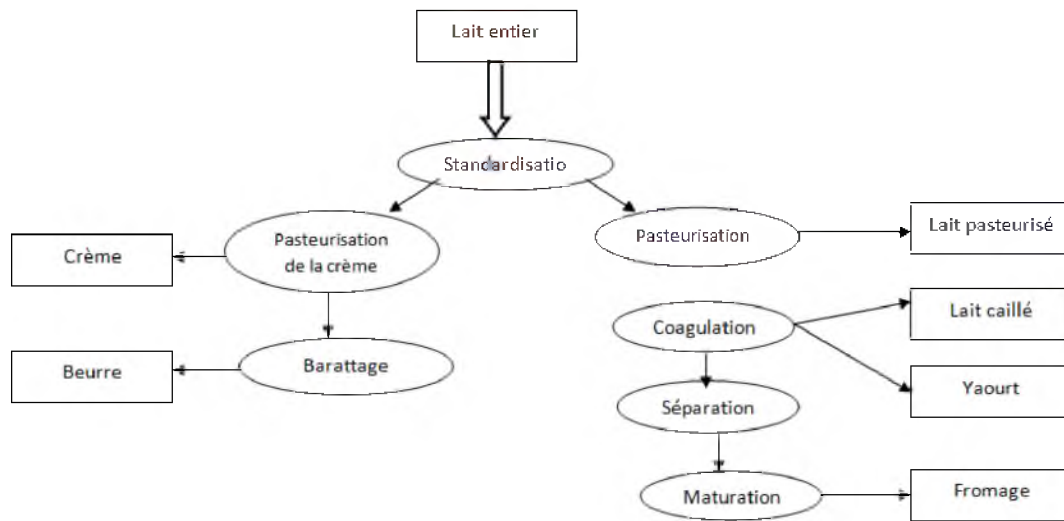 Lait entier
Standardisatio
Pasteurisation
de la crème
Crème
Pasteurisation
Lait pasteurisé
Coagulation
Lait caillé
Yaourt
Barattage
Beurre
Séparation
Maturation
Fromage